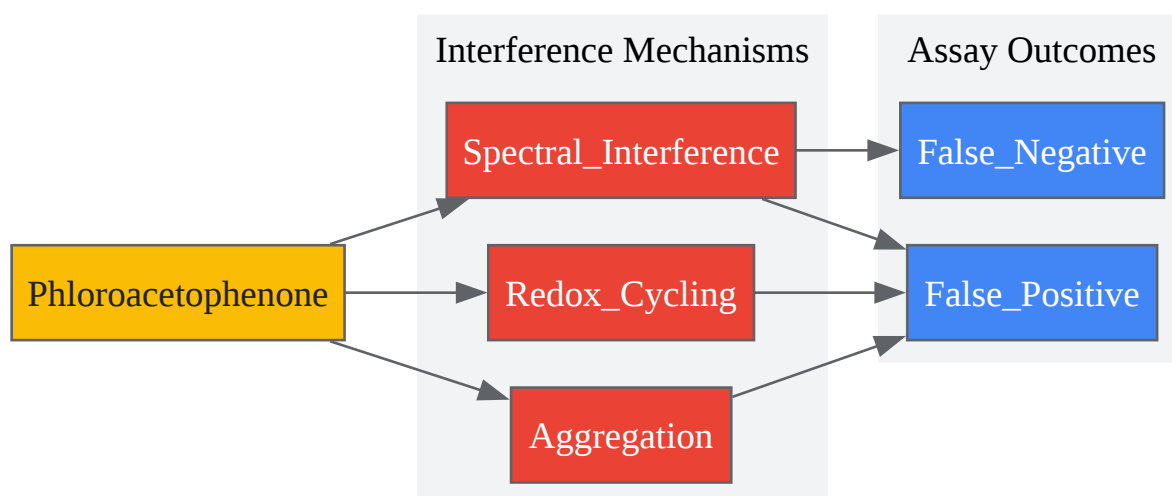 Interference Mechanisms
Assay Outcomes
Spectral_Interference
False_Negative
Phloroacetophenone
Redox_Cycling
False_Positive
Aggregation